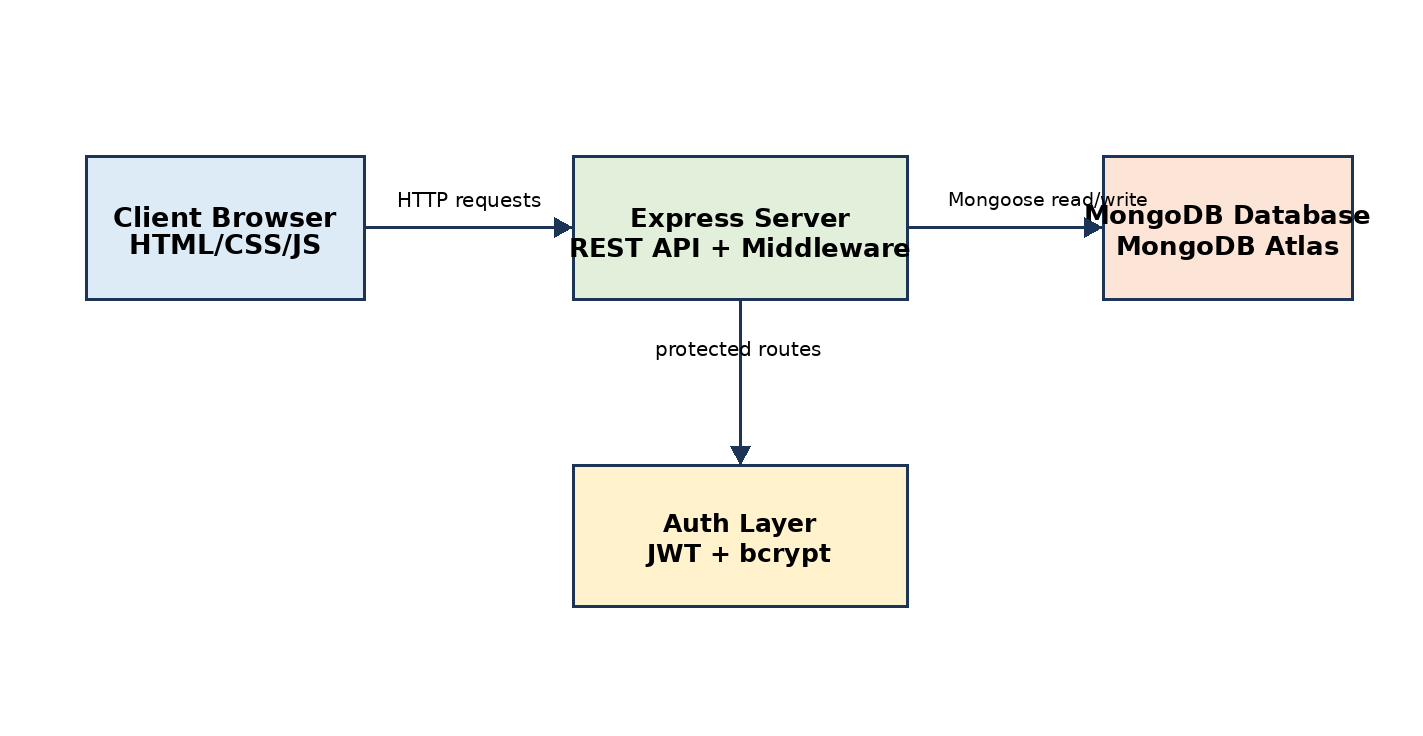 Client Browser
HTML/CSS/JS
HTTP requests
Express Server
REST API + Middleware
Mongoose read/write
MongoDB Database
MongoDB Atlas
protected routes
Auth Layer
JWT + bcrypt